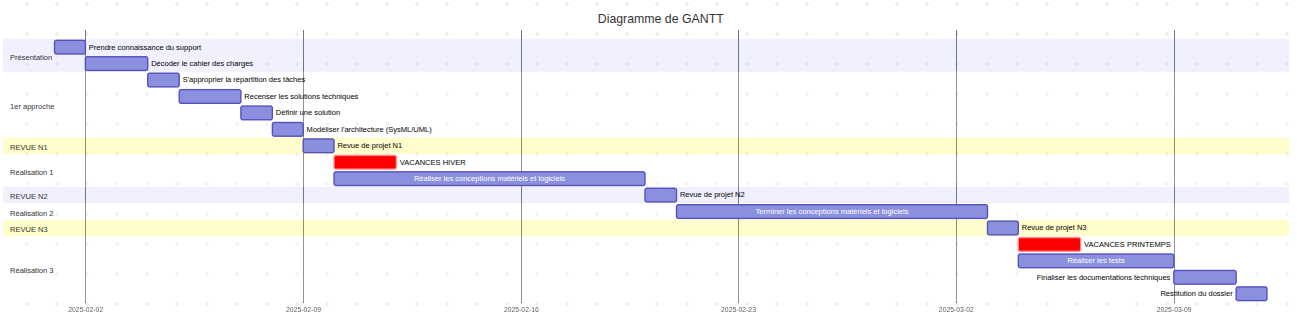 Diagramme de GANTT
Prendre connaissance du support
Présentation
Décoder le cahier des charges
S'approprier la répartition des tâches
Recenser les solutions techniques
1er approche
Définir une solution
Modéliser l'architecture (SysML/UML)
REVUE N1
Revue de projet N1
VACANCES HIVER
Réalisation 1
Réaliser les conceptions matériels et logiciels
REVUE N2
Revue de projet N2
Réalisation 2
Terminer les conceptions matériels et logiciels
REVUE N3
Revue de projet N3
VACANCES PRINTEMPS
Réaliser les tests
Réalisation 3
Finaliser les documentations techniques
Restitution du dossier
2025-02-02
2025-02-09
2025-02-16
2025-02-23
2025-03-02
2025-03-09